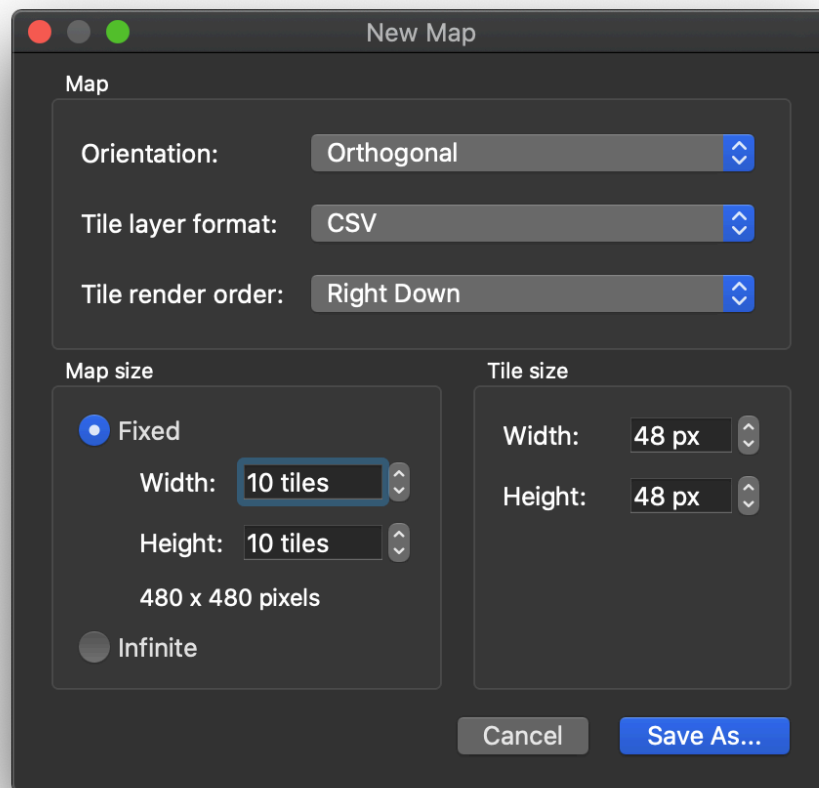 New Map
Map
Orientation: Orthogonal
Tile layer format: CSV
Tile render order: Right Down
Map size
Fixed
Width: 10 tiles
Height: 10 tiles
480 x 480 pixels
Infinite
Tile size
Width: 48 px
Height: 48 px
Cancel Save As...